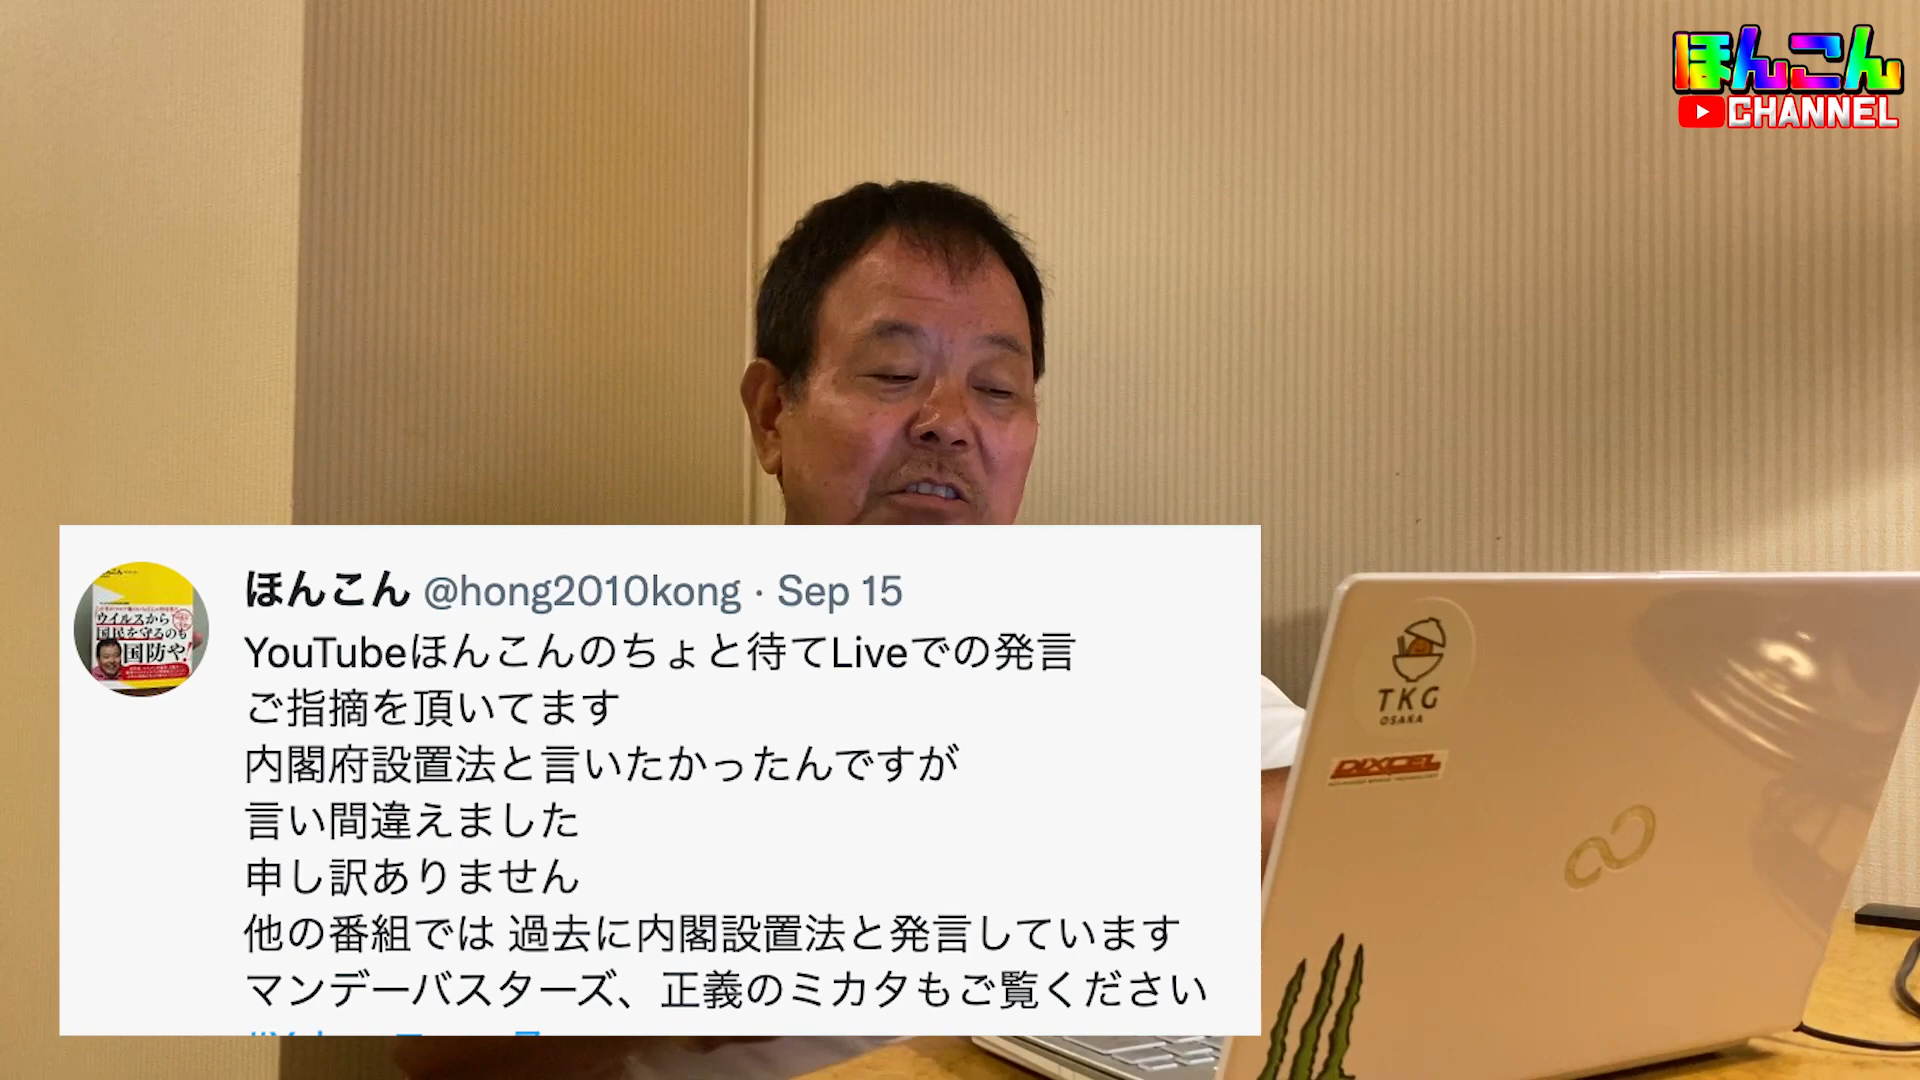 ほんこん
CHANNEL
ほんこん @hong2010kong · Sep 15
YouTubeほんこんのちょと待てLiveでの発言
ご指摘を頂いてます
内閣府設置法と言いたかったんですが
言い間違えました
申し訳ありません
他の番組では 過去に内閣設置法と発言しています
マンデーバスターズ、正義のミカタもご覧ください
ウイルスから
国民を守るのも
国防や!
TKG
OSAKA
DIXCEL